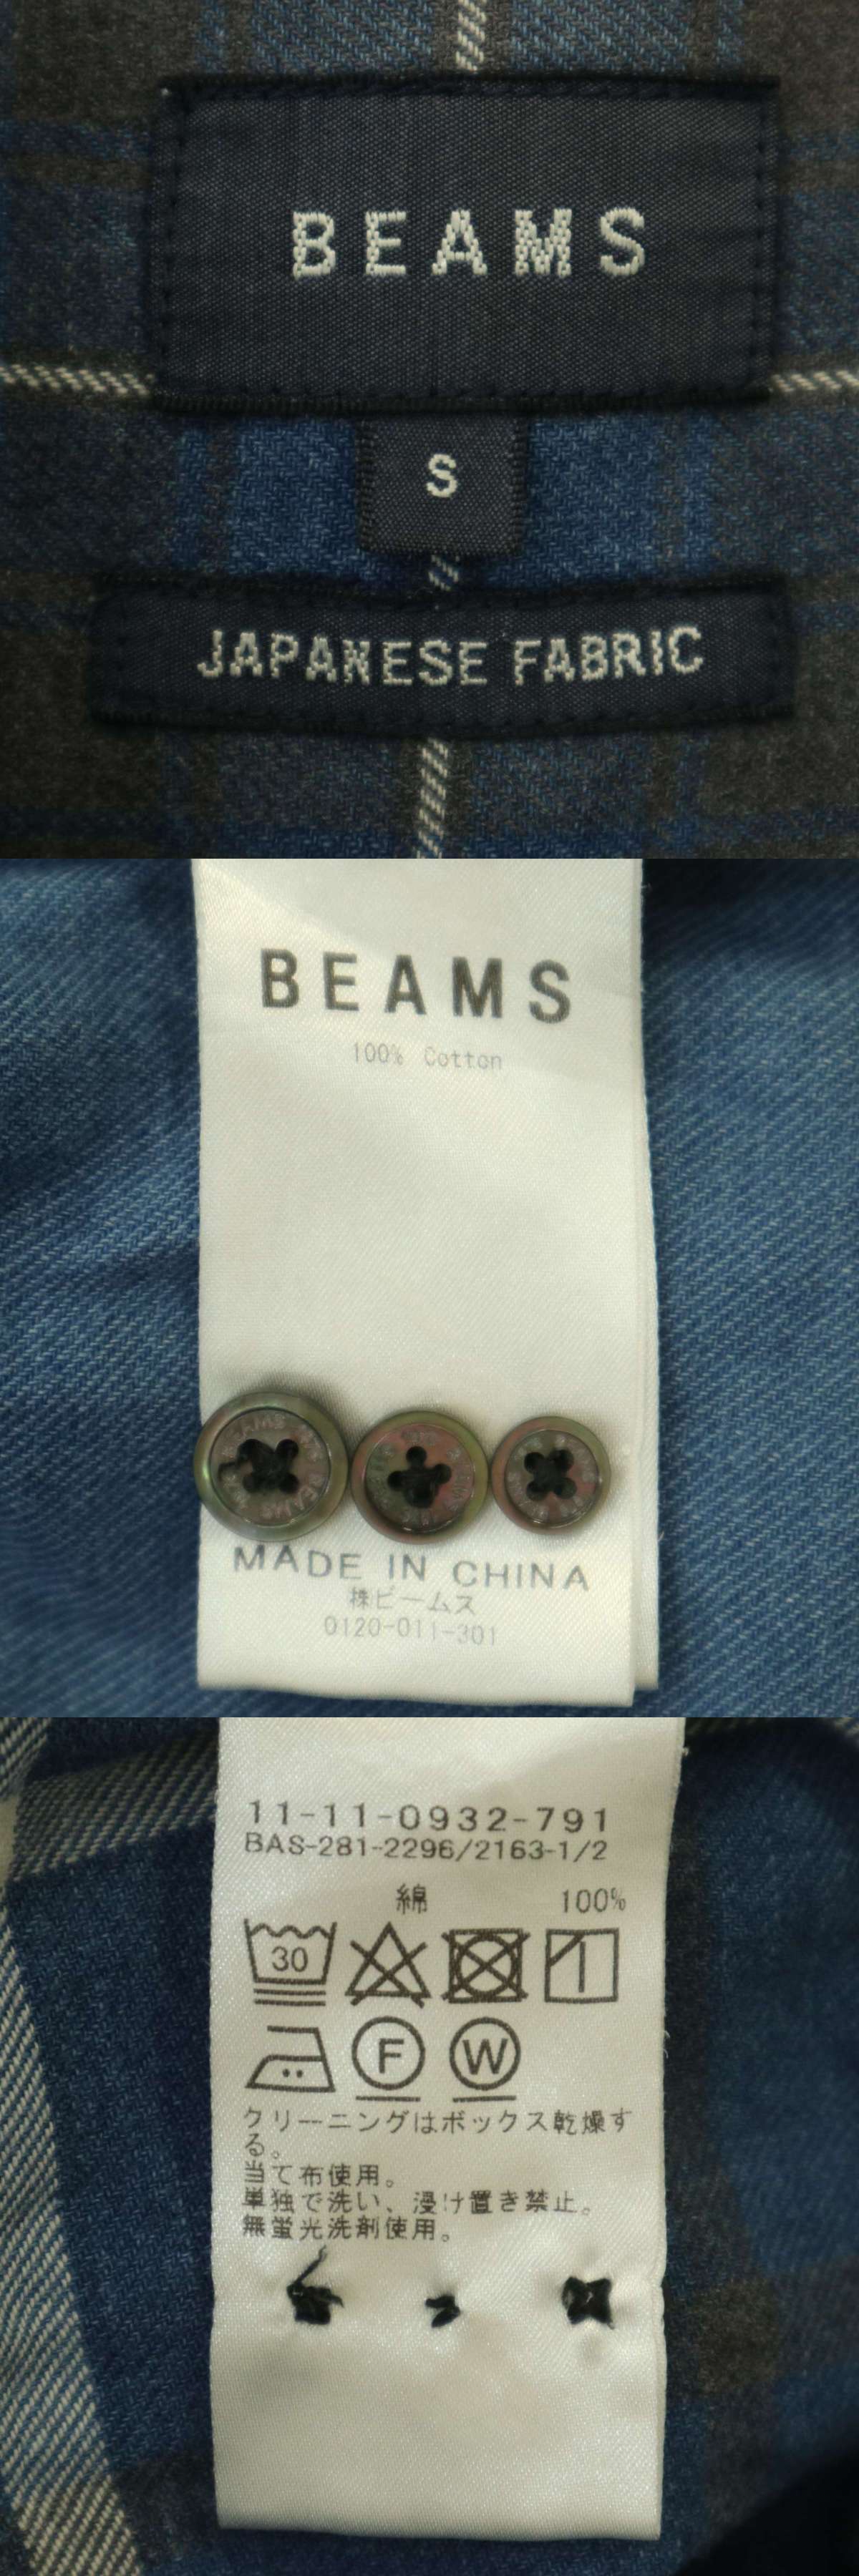 BEAMS
S
JAPANESE FABRIC
BEAMS
100% Cotton
MADE IN CHINA
株ビームス
0120-011-301
11-11-0932-791
BAS-281-2296/2163-1/2
綿 100%
30
F W
クリーニングはボックス乾燥す
る。
当て布使用。
単独で洗い、浸け置き禁止。
無蛍光洗剤使用。